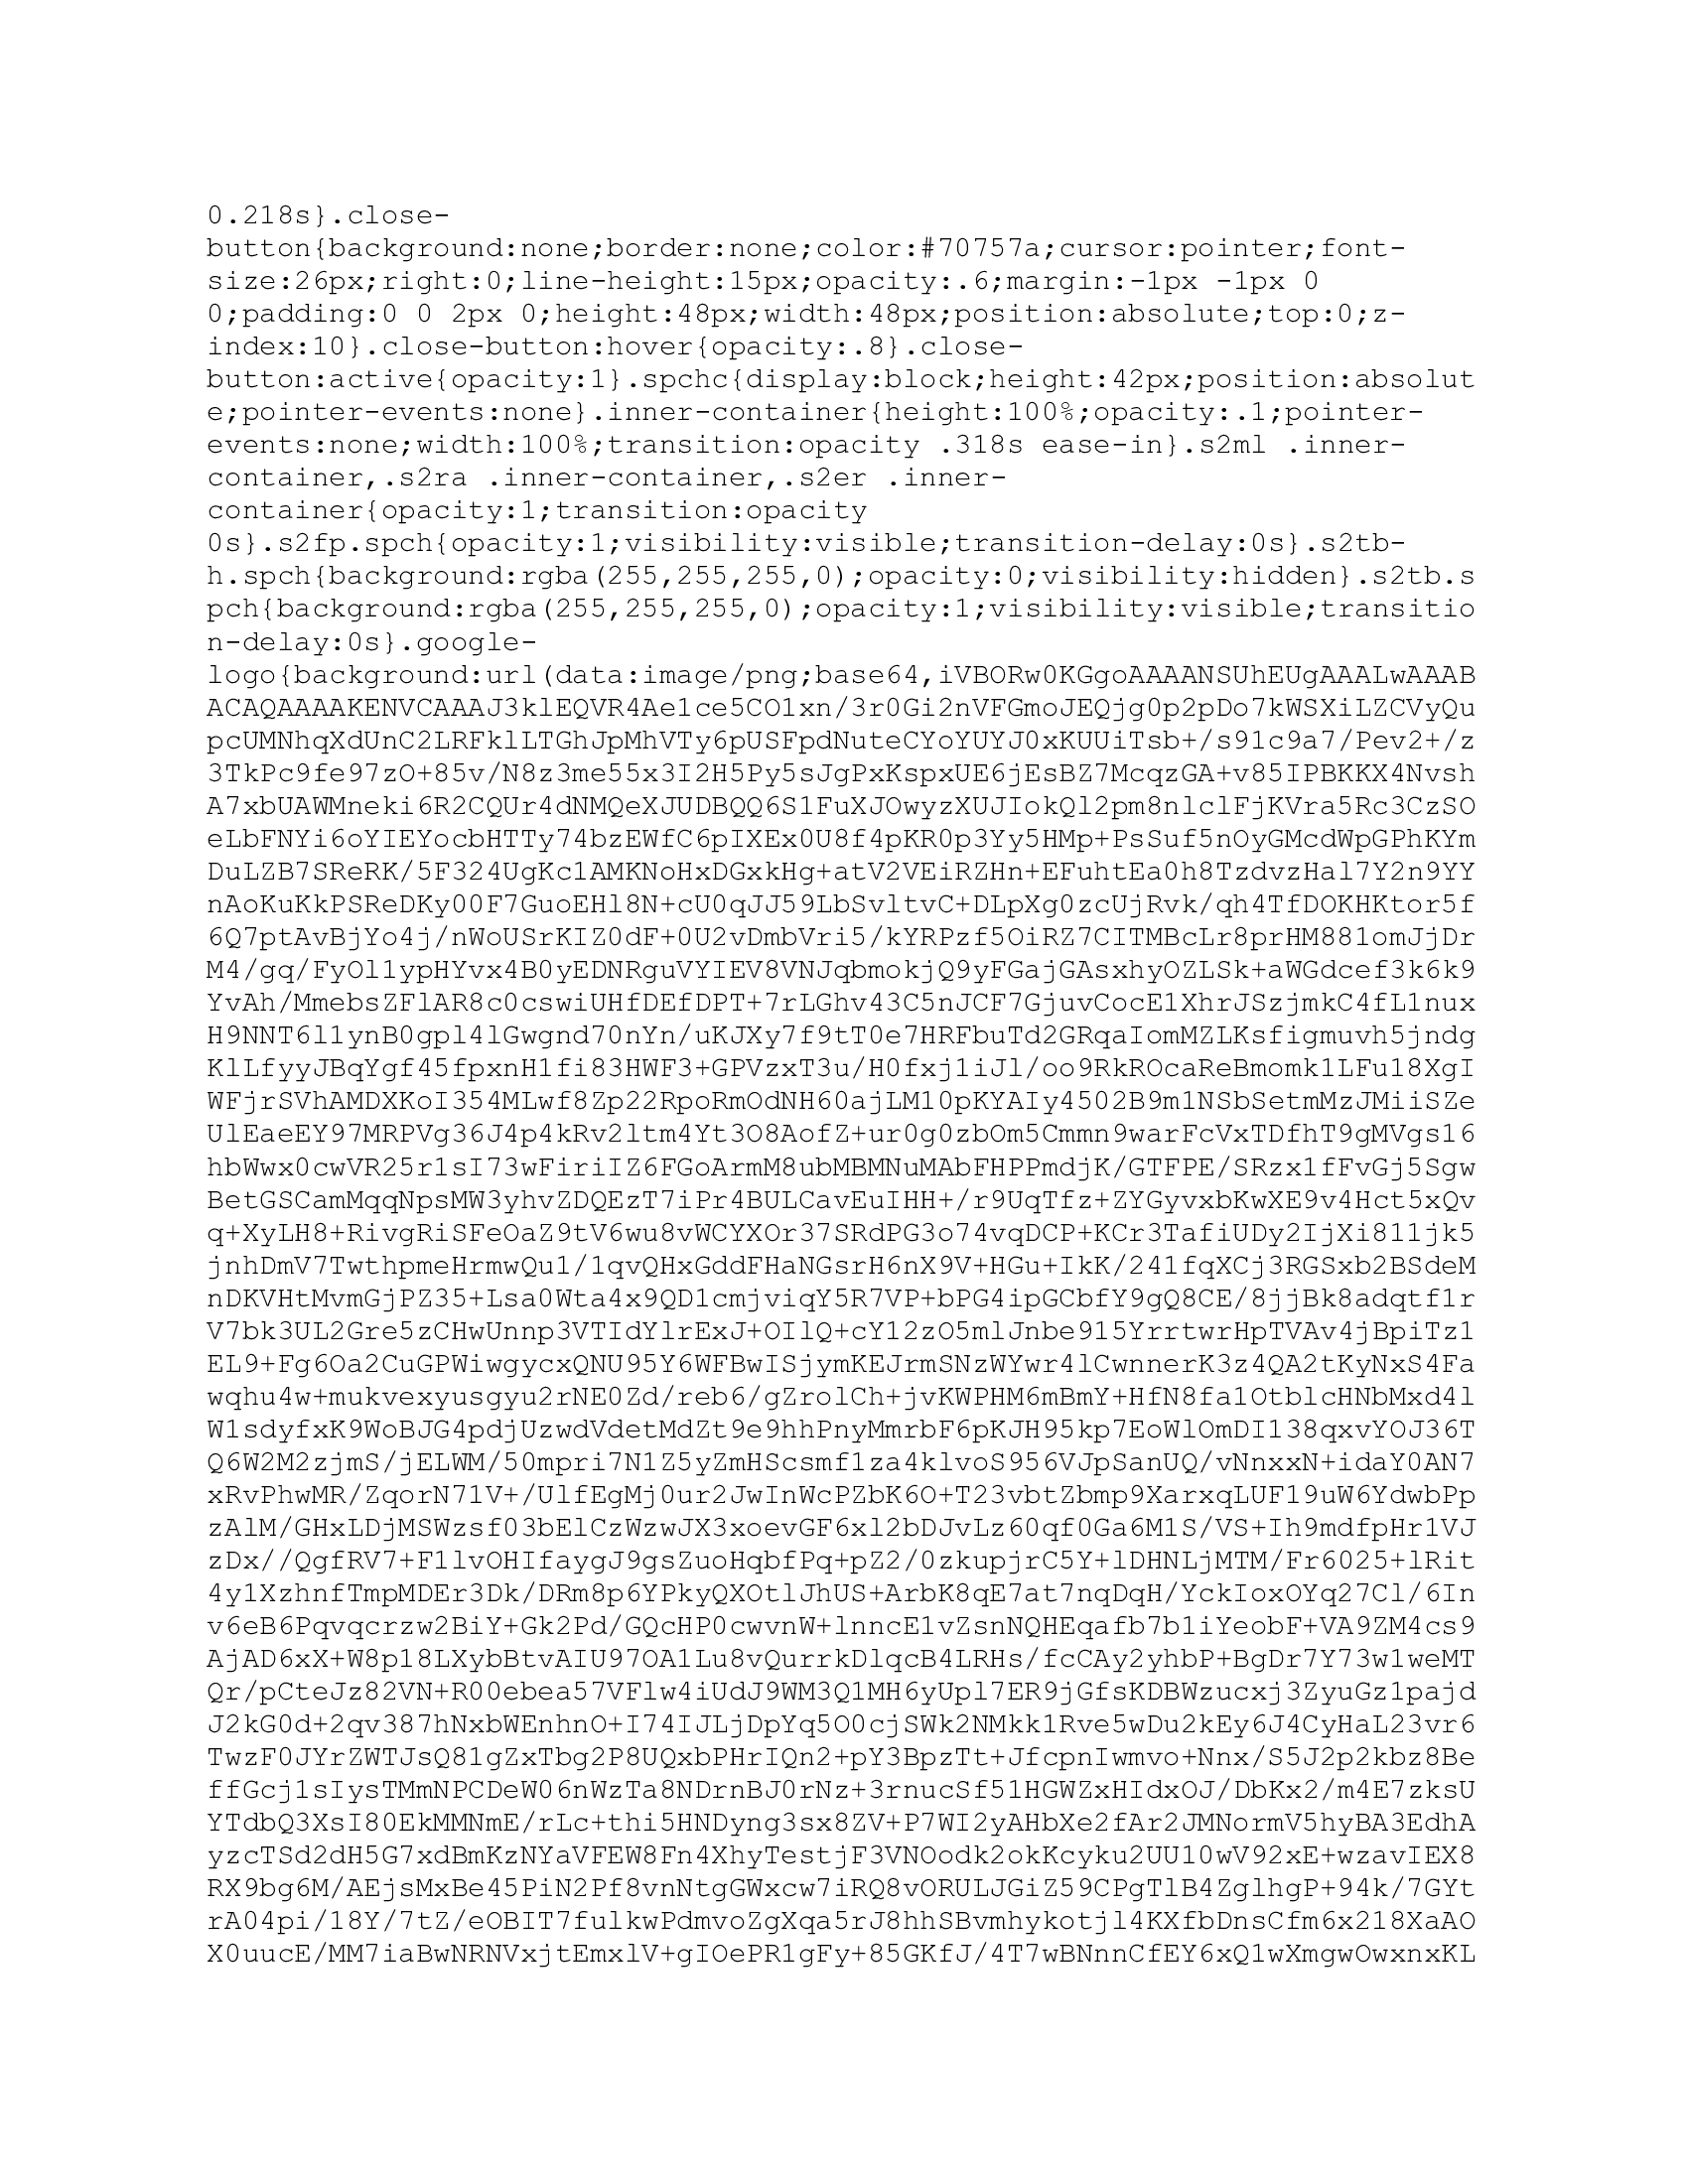 0.218s}.close-
button{background:none;border:none;color:#70757a;cursor:pointer;font-
size:26px;right:0;line-height:15px;opacity:.6;margin:-1px -1px 0
0;padding:0 0 2px 0;height:48px;width:48px;position:absolute;top:0;z-
index:10}.close-button:hover{opacity:.8}.close-
button:active{opacity:1}.spchc{display:block;height:42px;position:absolut
e;pointer-events:none}.inner-container{height:100%;opacity:.1;pointer-
events:none;width:100%;transition:opacity .318s ease-in}.s2ml .inner-
container,.s2ra .inner-container,.s2er .inner-
container{opacity:1;transition:opacity
0s}.s2fp.spch{opacity:1;visibility:visible;transition-delay:0s}.s2tb-
h.spch{background:rgba(255,255,255,0);opacity:0;visibility:hidden}.s2tb.s
pch{background:rgba(255,255,255,0);opacity:1;visibility:visible;transitio
n-delay:0s}.google-
logo{background:url(data:image/png;base64,iVBORw0KGgoAAAANSUhEUgAAALwAAAB
ACAQAAAAKENVCAAAJ3klEQVR4Ae1ce5CO1xn/3r0Gi2nVFGmoJEQjg0p2pDo7kWSXiLZCVyQu
pcUMNhqXdUnC2LRFklLTGhJpMhVTy6pUSFpdNuteCYoYUYJ0xKUUiTsb+/s91c9a7/Pev2+/z
3TkPc9fe97zO+85v/N8z3me55x3I2H5Py5sJgPxKspxUE6jEsBZ7McqzGA+v85IPBKKX4Nvsh
A7xbUAWMneki6R2CQUr4dNMQeXJUDBQQ6S1FuXJOwyzXUJIokQl2pm8nlclFjKVra5Rc3CzSO
eLbFNYi6oYIEYocbHTTy74bzEWfC6pIXEx0U8f4pKR0p3Yy5HMp+PsSuf5nOyGMcdWpGPhKYm
DuLZB7SReRK/5F324UgKc1AMKNoHxDGxkHg+atV2VEiRZHn+EFuhtEa0h8TzdvzHal7Y2n9YY
nAoKuKkPSReDKy00F7GuoEHl8N+cU0qJJ59LbSvltvC+DLpXg0zcUjRvk/qh4TfDOKHKtor5f
6Q7ptAvBjYo4j/nWoUSrKIZ0dF+0U2vDmbVri5/kYRPzf5OiRZ7CITMBcLr8prHM881omJjDr
M4/gq/FyOl1ypHYvx4B0yEDNRguVYIEV8VNJqbmokjQ9yFGajGAsxhyOZLSk+aWGdcef3k6k9
YvAh/MmebsZFlAR8c0cswiUHfDEfDPT+7rLGhv43C5nJCF7GjuvCocE1XhrJSzjmkC4fL1nux
H9NNT6l1ynB0gpl4lGwgnd70nYn/uKJXy7f9tT0e7HRFbuTd2GRqaIomMZLKsfigmuvh5jndg
KlLfyyJBqYgf45fpxnH1fi83HWF3+GPVzxT3u/H0fxj1iJl/oo9RkROcaReBmomk1LFu18XgI
WFjrSVhAMDXKoI354MLwf8Zp22RpoRmOdNH60ajLM10pKYAIy4502B9m1NSbSetmMzJMiiSZe
UlEaeEY97MRPVg36J4p4kRv2ltm4Yt3O8AofZ+ur0g0zbOm5Cmmn9warFcVxTDfhT9gMVgs16
hbWwx0cwVR25r1sI73wFiriIZ6FGoArmM8ubMBMNuMAbFHPPmdjK/GTFPE/SRzx1fFvGj5Sgw
BetGSCamMqqNpsMW3yhvZDQEzT7iPr4BULCavEuIHH+/r9UqTfz+ZYGyvxbKwXE9v4Hct5xQv
q+XyLH8+RivgRiSFeOaZ9tV6wu8vWCYXOr37SRdPG3o74vqDCP+KCr3TafiUDy2IjXi811jk5
jnhDmV7TwthpmeHrmwQu1/1qvQHxGddFHaNGsrH6nX9V+HGu+IkK/241fqXCj3RGSxb2BSdeM
nDKVHtMvmGjPZ35+Lsa0Wta4x9QD1cmjviqY5R7VP+bPG4ipGCbfY9gQ8CE/8jjBk8adqtf1r
V7bk3UL2Gre5zCHwUnnp3VTIdYlrExJ+OIlQ+cY12zO5mlJnbe915YrrtwrHpTVAv4jBpiTz1
EL9+Fg6Oa2CuGPWiwgycxQNU95Y6WFBwISjymKEJrmSNzWYwr4lCwnnerK3z4QA2tKyNxS4Fa
wqhu4w+mukvexyusgyu2rNE0Zd/reb6/gZrolCh+jvKWPHM6mBmY+HfN8fa1OtblcHNbMxd4l
W1sdyfxK9WoBJG4pdjUzwdVdetMdZt9e9hhPnyMmrbF6pKJH95kp7EoWlOmDI138qxvYOJ36T
Q6W2M2zjmS/jELWM/50mpri7N1Z5yZmHScsmf1za4klvoS956VJpSanUQ/vNnxxN+idaY0AN7
xRvPhwMR/ZqorN71V+/UlfEgMj0ur2JwInWcPZbK6O+T23vbtZbmp9XarxqLUF19uW6YdwbPp
zAlM/GHxLDjMSWzsf03bElCzWzwJX3xoevGF6xl2bDJvLz60qf0Ga6M1S/VS+Ih9mdfpHr1VJ
zDx//QgfRV7+F1lvOHIfaygJ9gsZuoHqbfPq+pZ2/0zkupjrC5Y+lDHNLjMTM/Fr6025+lRit
4y1XzhnfTmpMDEr3Dk/DRm8p6YPkyQXOtlJhUS+ArbK8qE7at7nqDqH/YckIoxOYq27Cl/6In
v6eB6Pqvqcrzw2BiY+Gk2Pd/GQcHP0cwvnW+lnncE1vZsnNQHEqafb7b1iYeobF+VA9ZM4cs9
AjAD6xX+W8p18LXybBtvAIU97OA1Lu8vQurrkDlqcB4LRHs/fcCAy2yhbP+BgDr7Y73w1weMT
Qr/pCteJz82VN+R00ebea57VFlw4iUdJ9WM3Q1MH6yUpl7ER9jGfsKDBWzucxj3ZyuGz1pajd
J2kG0d+2qv387hNxbWEnhnO+I74IJLjDpYq5O0cjSWk2NMkk1Rve5wDu2kEy6J4CyHaL23vr6
TwzF0JYrZWTJsQ81gZxTbg2P8UQxbPHrIQn2+pY3BpzTt+JfcpnIwmvo+Nnx/S5J2p2kbz8Be
ffGcj1sIysTMmNPCDeW06nWzTa8NDrnBJ0rNz+3rnucSf51HGWZxHIdxOJ/DbKx2/m4E7zksU
YTdbQ3XsI80EkMMNmE/rLc+thi5HNDyng3sx8ZV+P7WI2yAHbXe2fAr2JMNormV5hyBA3EdhA
yzcTSd2dH5G7xdBmKzNYaVFEW8Fn4XhyTestjF3VNOodk2okKcyku2UU10wV92xE+wzavIEX8
RX9bg6M/AEjsMxBe45PiN2Pf8vnNtgGWxcw7iRQ8vORULJGiZ59CPgTlB4ZglhgP+94k/7GYt
rA04pi/18Y/7tZ/eOBIT7fulkwPdmvoZgXqa5rJ8hhSBvmhykotjl4KXfbDnsCfm6x218XaAO
X0uucE/MM7iaBwNRNVxjtEmxlV+gIOePR1gFy+85GKfJ/4T7wBNnnCfEY6xQ1wXmgwOwxnxKL